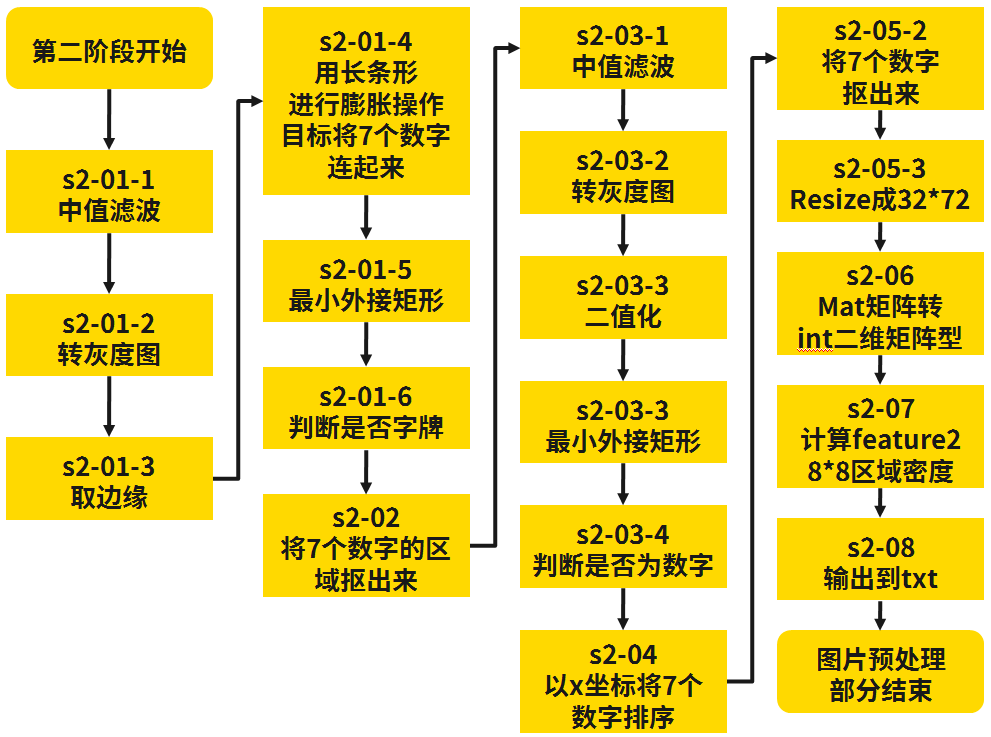 第二阶段开始
s2-01-1
中值滤波
s2-01-2
转灰度图
s2-01-3
取边缘
s2-01-4
用长条形
进行膨胀操作
目标将7个数字
连起来
s2-01-5
最小外接矩形
s2-01-6
判断是否字牌
s2-02
将7个数字的区
域抠出来
s2-03-1
中值滤波
s2-03-2
转灰度图
s2-03-3
二值化
s2-03-3
最小外接矩形
s2-03-4
判断是否为数字
s2-04
以x坐标将7个
数字排序
s2-05-2
将7个数字
抠出来
s2-05-3
Resize成32*72
s2-06
Mat矩阵转
int二维矩阵型
s2-07
计算feature2
8*8区域密度
s2-08
输出到txt
图片预处理
部分结束